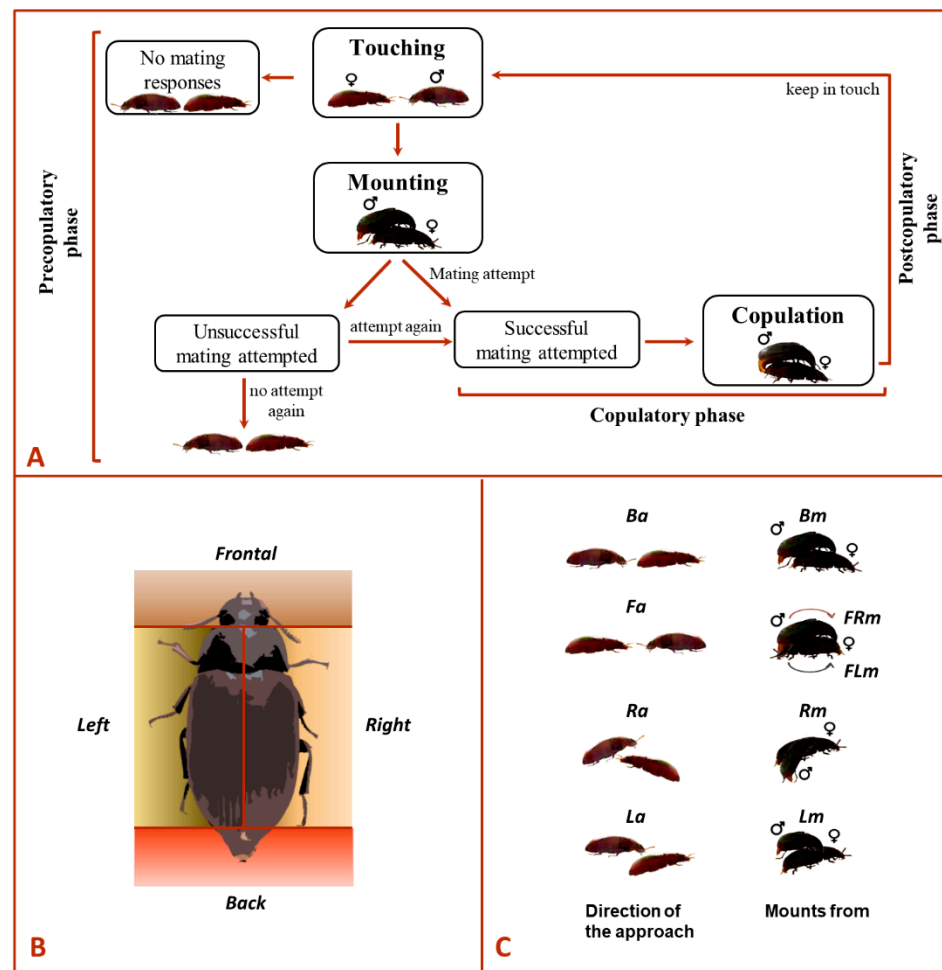 No mating
responses
Touching
♀ ♂
keep in touch
Mounting
♂
♀
Precopulatory
phase
Postcopulatory
phase
Mating attempt
Unsuccessful
mating attempted
attempt again
Successful
mating attempted
Copulation
♂
♀
no attempt
again
Copulatory phase
A
Frontal
Left
Right
Back
B
Ba
Bm
♂
♀
Fa
♂
FRm
♀
FLm
Ra
Rm
♀
♂
La
Lm
♂
♀
Direction of
the approach
Mounts from
C